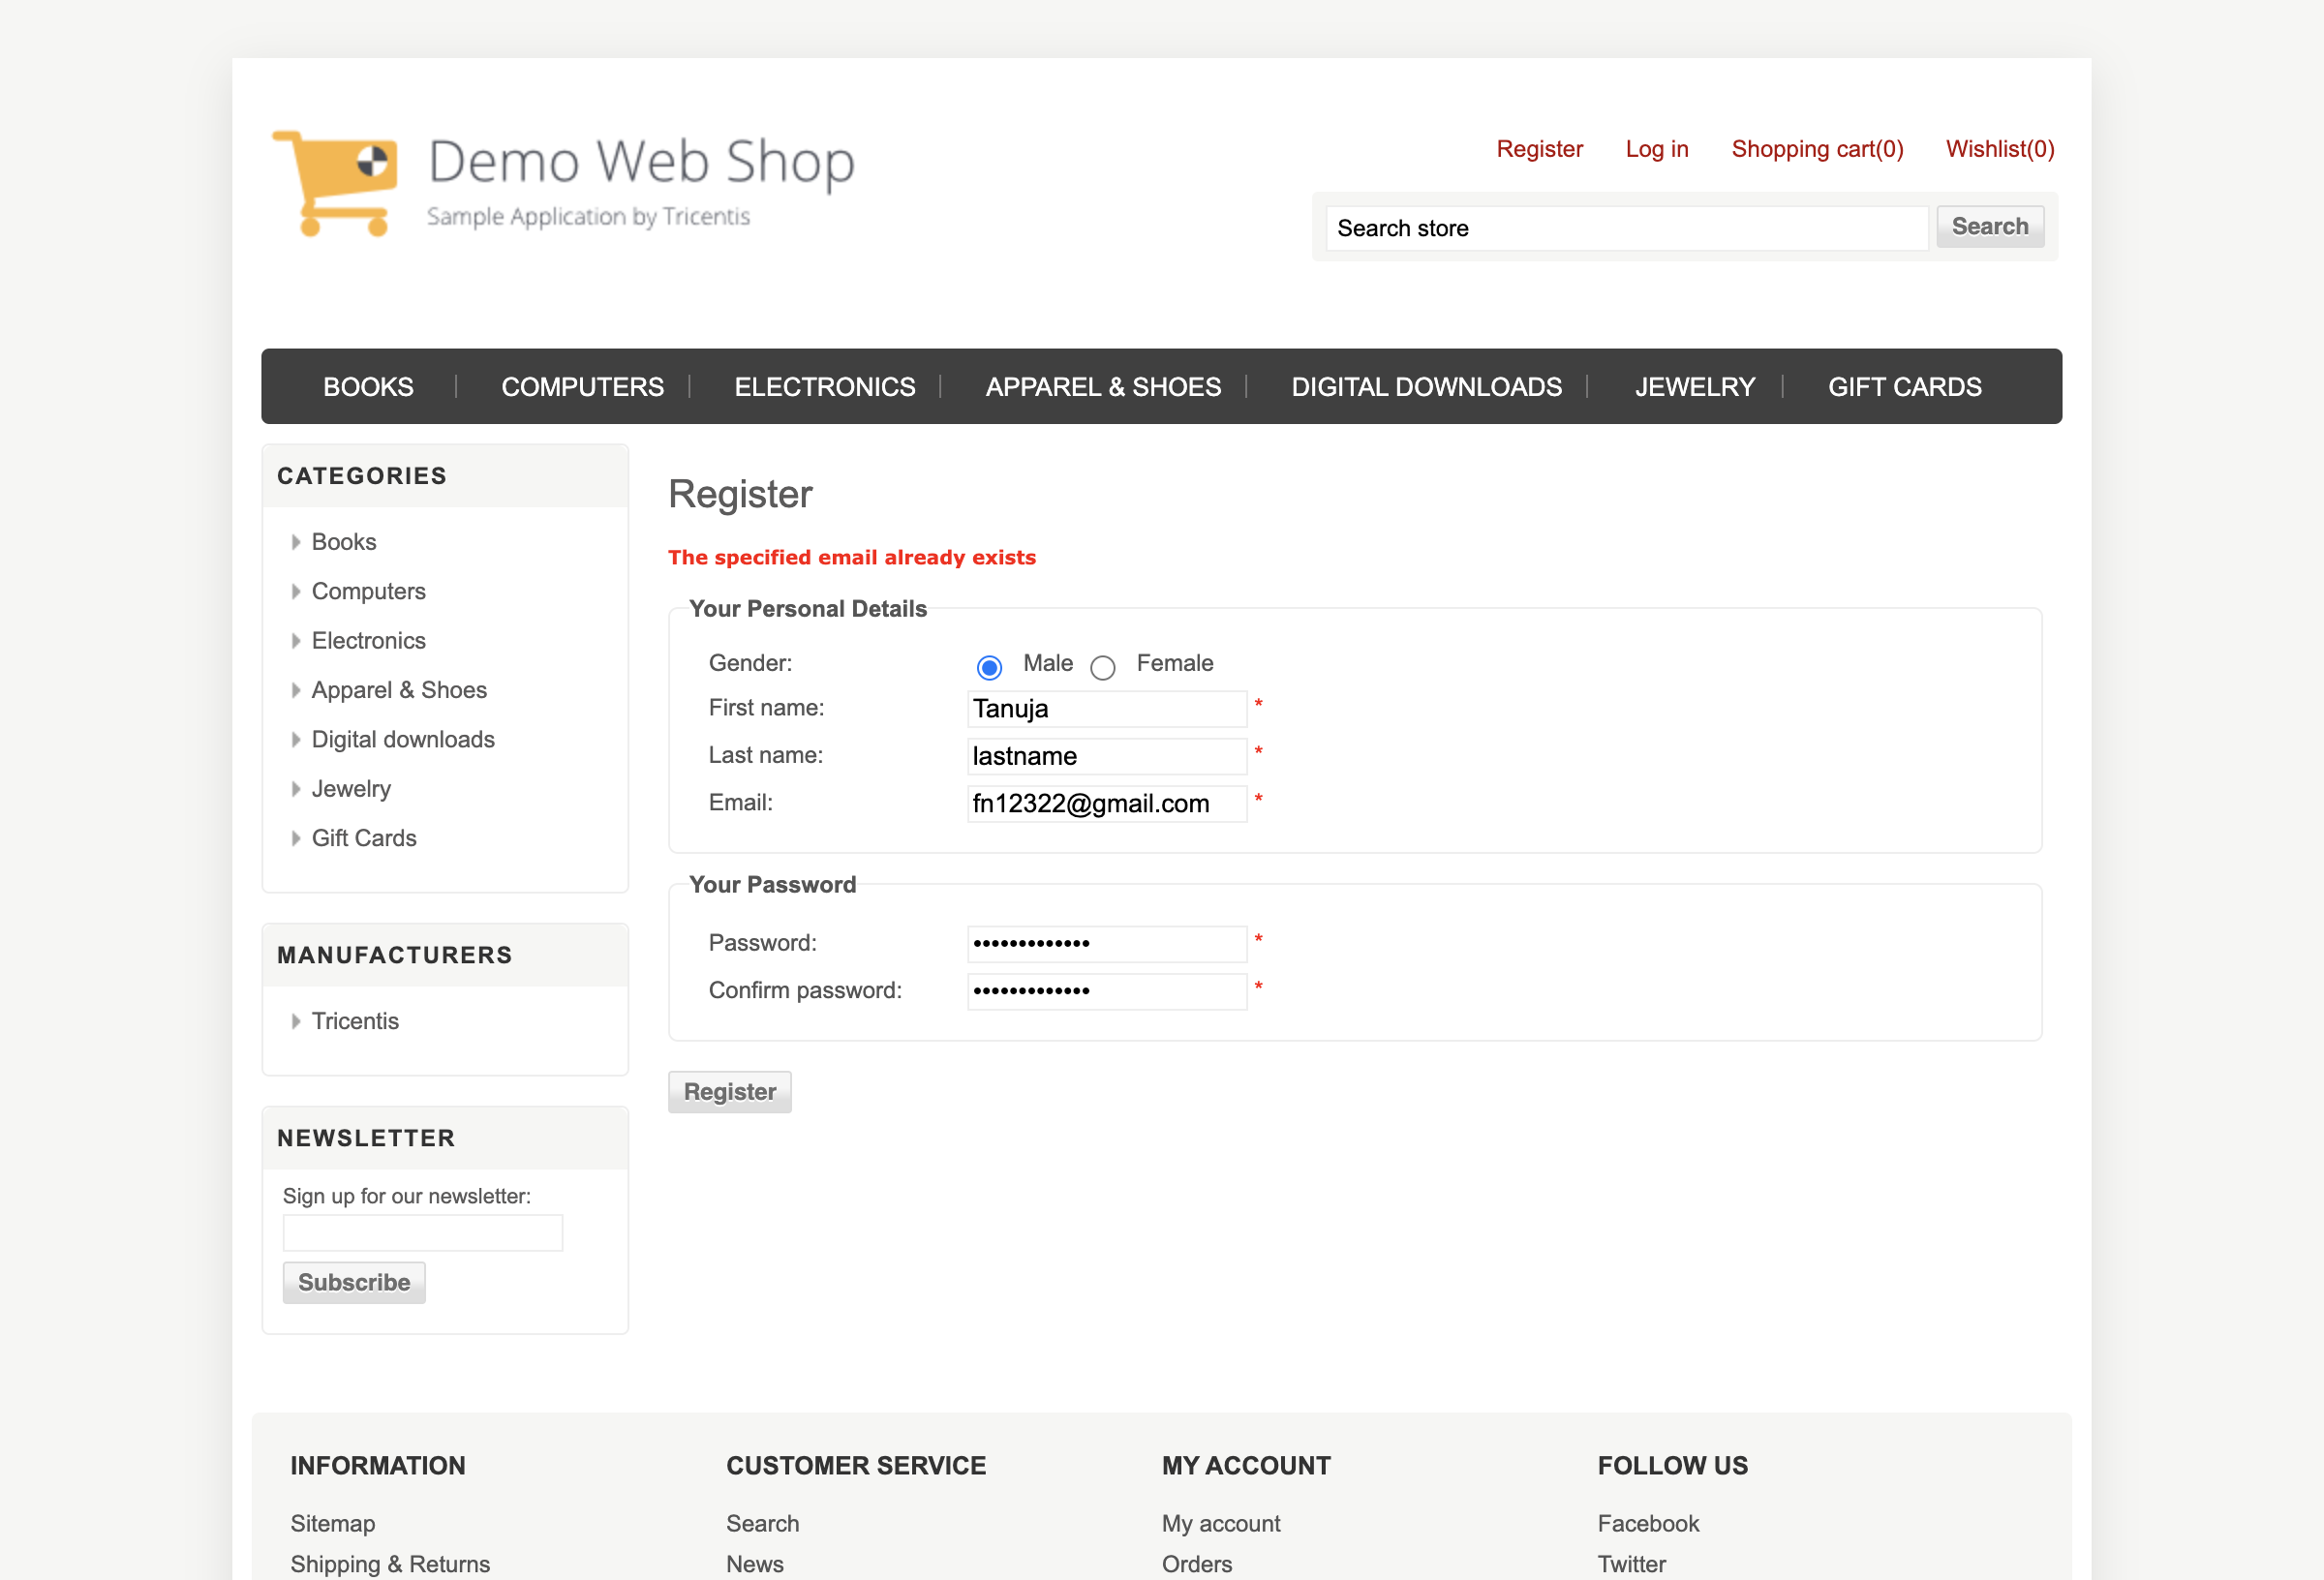 Demo Web Shop
Sample Application by Tricentis
Register Log in Shopping cart(0) Wishlist(0)
Search store Search
BOOKS COMPUTERS ELECTRONICS APPAREL & SHOES DIGITAL DOWNLOADS JEWELRY GIFT CARDS
CATEGORIES
Books
Computers
Electronics
Apparel & Shoes
Digital downloads
Jewelry
Gift Cards
MANUFACTURERS
Tricentis
NEWSLETTER
Sign up for our newsletter:
Subscribe
Register
The specified email already exists
Your Personal Details
Gender: Male Female
First name: Tanuja *
Last name: lastname *
Email: fn12322@gmail.com *
Your Password
Password: ••••••••••••• *
Confirm password: ••••••••••••• *
Register
INFORMATION
Sitemap
Shipping & Returns
CUSTOMER SERVICE
Search
News
MY ACCOUNT
My account
Orders
FOLLOW US
Facebook
Twitter